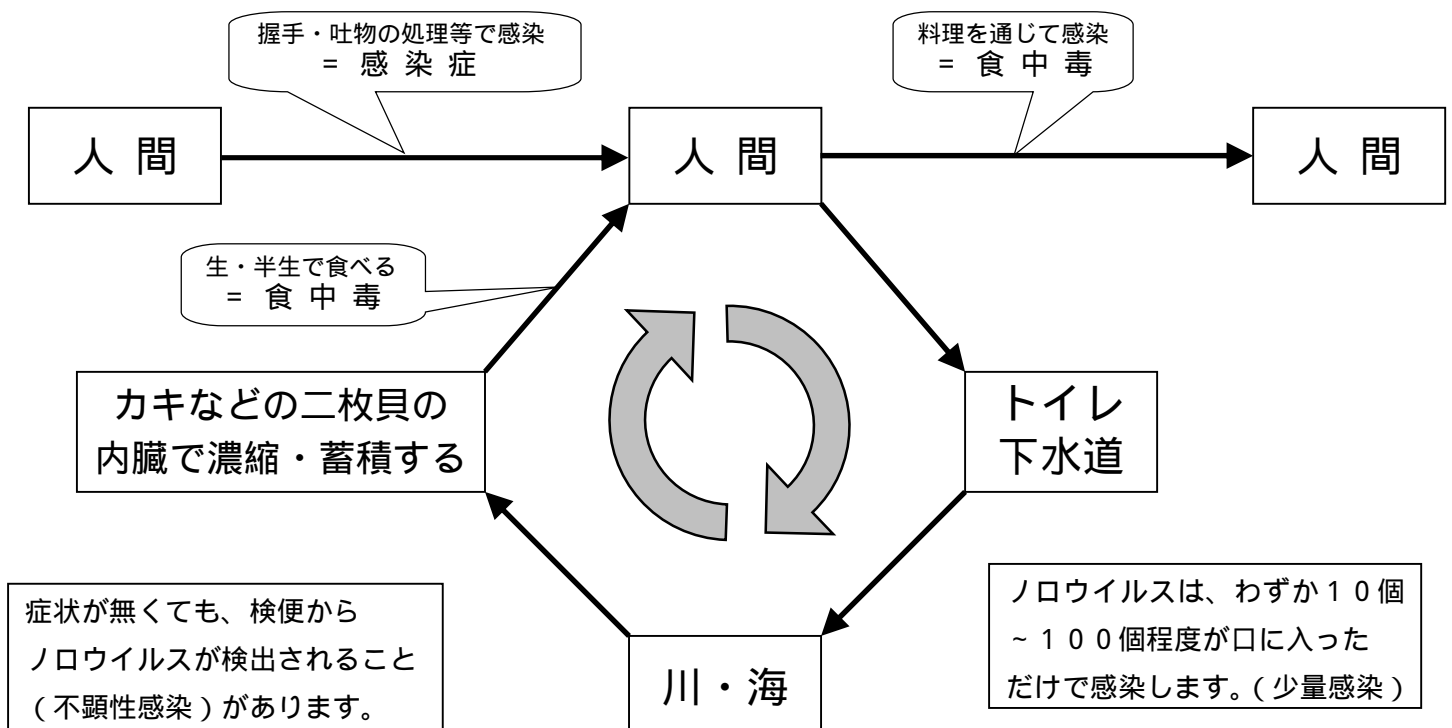 握手・吐物の処理等で感染
= 感 染 症
料理を通じて感染
= 食 中 毒
人 間
人 間
人 間
生・半生で食べる
= 食 中 毒
カキなどの二枚貝の
内臓で濃縮・蓄積する
トイレ
下水道
症状が無くても、検便から
ノロウイルスが検出されること
(不顕性感染)があります。
川・海
ノロウイルスは、わずか10個
~100個程度が口に入った
だけで感染します。(少量感染)